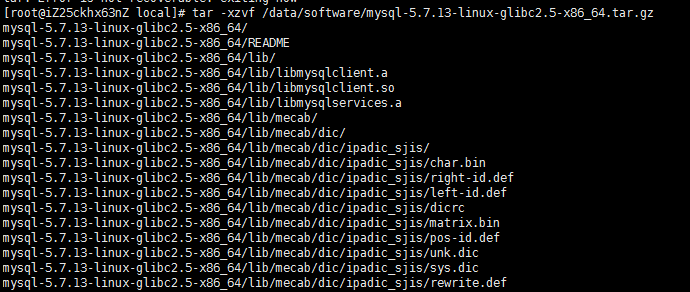 tar: Error is not recoverable: exiting now
[root@iZ25ckhx63nZ local]# tar -xzvf /data/software/mysql-5.7.13-linux-glibc2.5-x86_64.tar.gz
mysql-5.7.13-linux-glibc2.5-x86_64/
mysql-5.7.13-linux-glibc2.5-x86_64/README
mysql-5.7.13-linux-glibc2.5-x86_64/lib/
mysql-5.7.13-linux-glibc2.5-x86_64/lib/libmysqlclient.a
mysql-5.7.13-linux-glibc2.5-x86_64/lib/libmysqlclient.so
mysql-5.7.13-linux-glibc2.5-x86_64/lib/libmysqlservices.a
mysql-5.7.13-linux-glibc2.5-x86_64/lib/mecab/
mysql-5.7.13-linux-glibc2.5-x86_64/lib/mecab/dic/
mysql-5.7.13-linux-glibc2.5-x86_64/lib/mecab/dic/ipadic_sjis/
mysql-5.7.13-linux-glibc2.5-x86_64/lib/mecab/dic/ipadic_sjis/char.bin
mysql-5.7.13-linux-glibc2.5-x86_64/lib/mecab/dic/ipadic_sjis/right-id.def
mysql-5.7.13-linux-glibc2.5-x86_64/lib/mecab/dic/ipadic_sjis/left-id.def
mysql-5.7.13-linux-glibc2.5-x86_64/lib/mecab/dic/ipadic_sjis/dicrc
mysql-5.7.13-linux-glibc2.5-x86_64/lib/mecab/dic/ipadic_sjis/matrix.bin
mysql-5.7.13-linux-glibc2.5-x86_64/lib/mecab/dic/ipadic_sjis/pos-id.def
mysql-5.7.13-linux-glibc2.5-x86_64/lib/mecab/dic/ipadic_sjis/unk.dic
mysql-5.7.13-linux-glibc2.5-x86_64/lib/mecab/dic/ipadic_sjis/sys.dic
mysql-5.7.13-linux-glibc2.5-x86_64/lib/mecab/dic/ipadic_sjis/rewrite.def